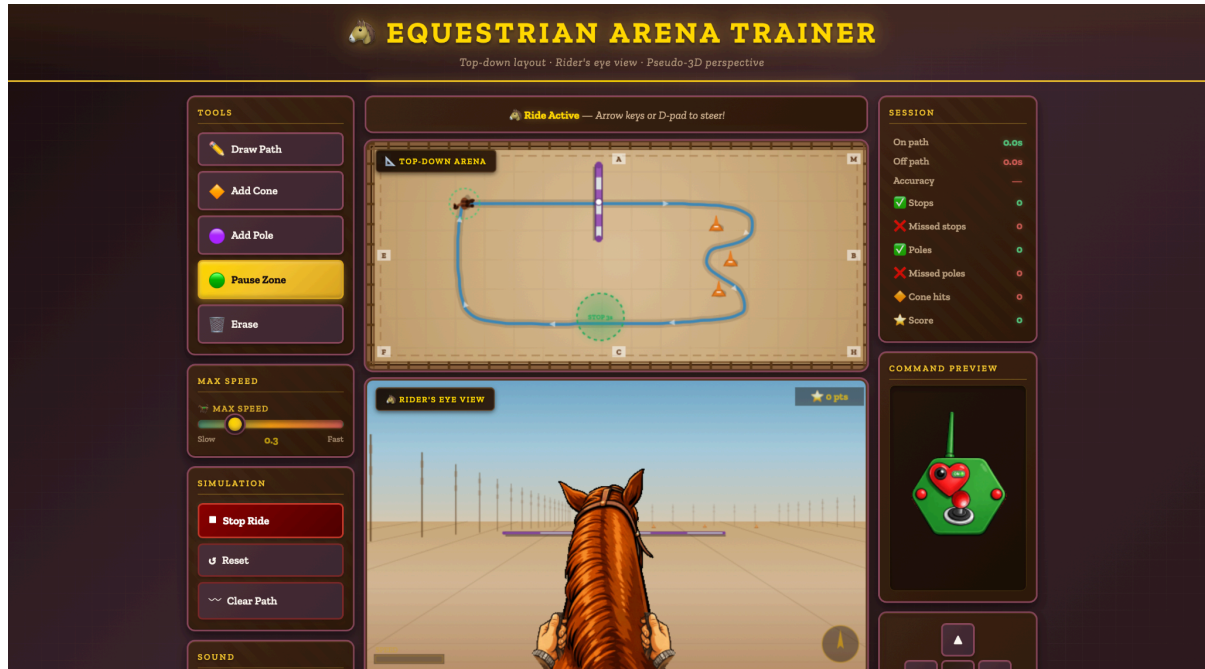 EQUESTRIAN ARENA TRAINER
Top-down layout · Rider's eye view · Pseudo-3D perspective
TOOLS
Draw Path
Add Cone
Add Pole
Pause Zone
Erase
MAX SPEED
MAX SPEED
Slow 0.3 Fast
SIMULATION
Stop Ride
Reset
Clear Path
SOUND
Ride Active — Arrow keys or D-pad to steer!
TOP-DOWN ARENA
A
M
E
B
STOP 3s
F
C
H
RIDER'S EYE VIEW
0 pts
SESSION
On path 0.0s
Off path 0.0s
Accuracy —
Stops 0
Missed stops 0
Poles 0
Missed poles 0
Cone hits 0
Score 0
COMMAND PREVIEW